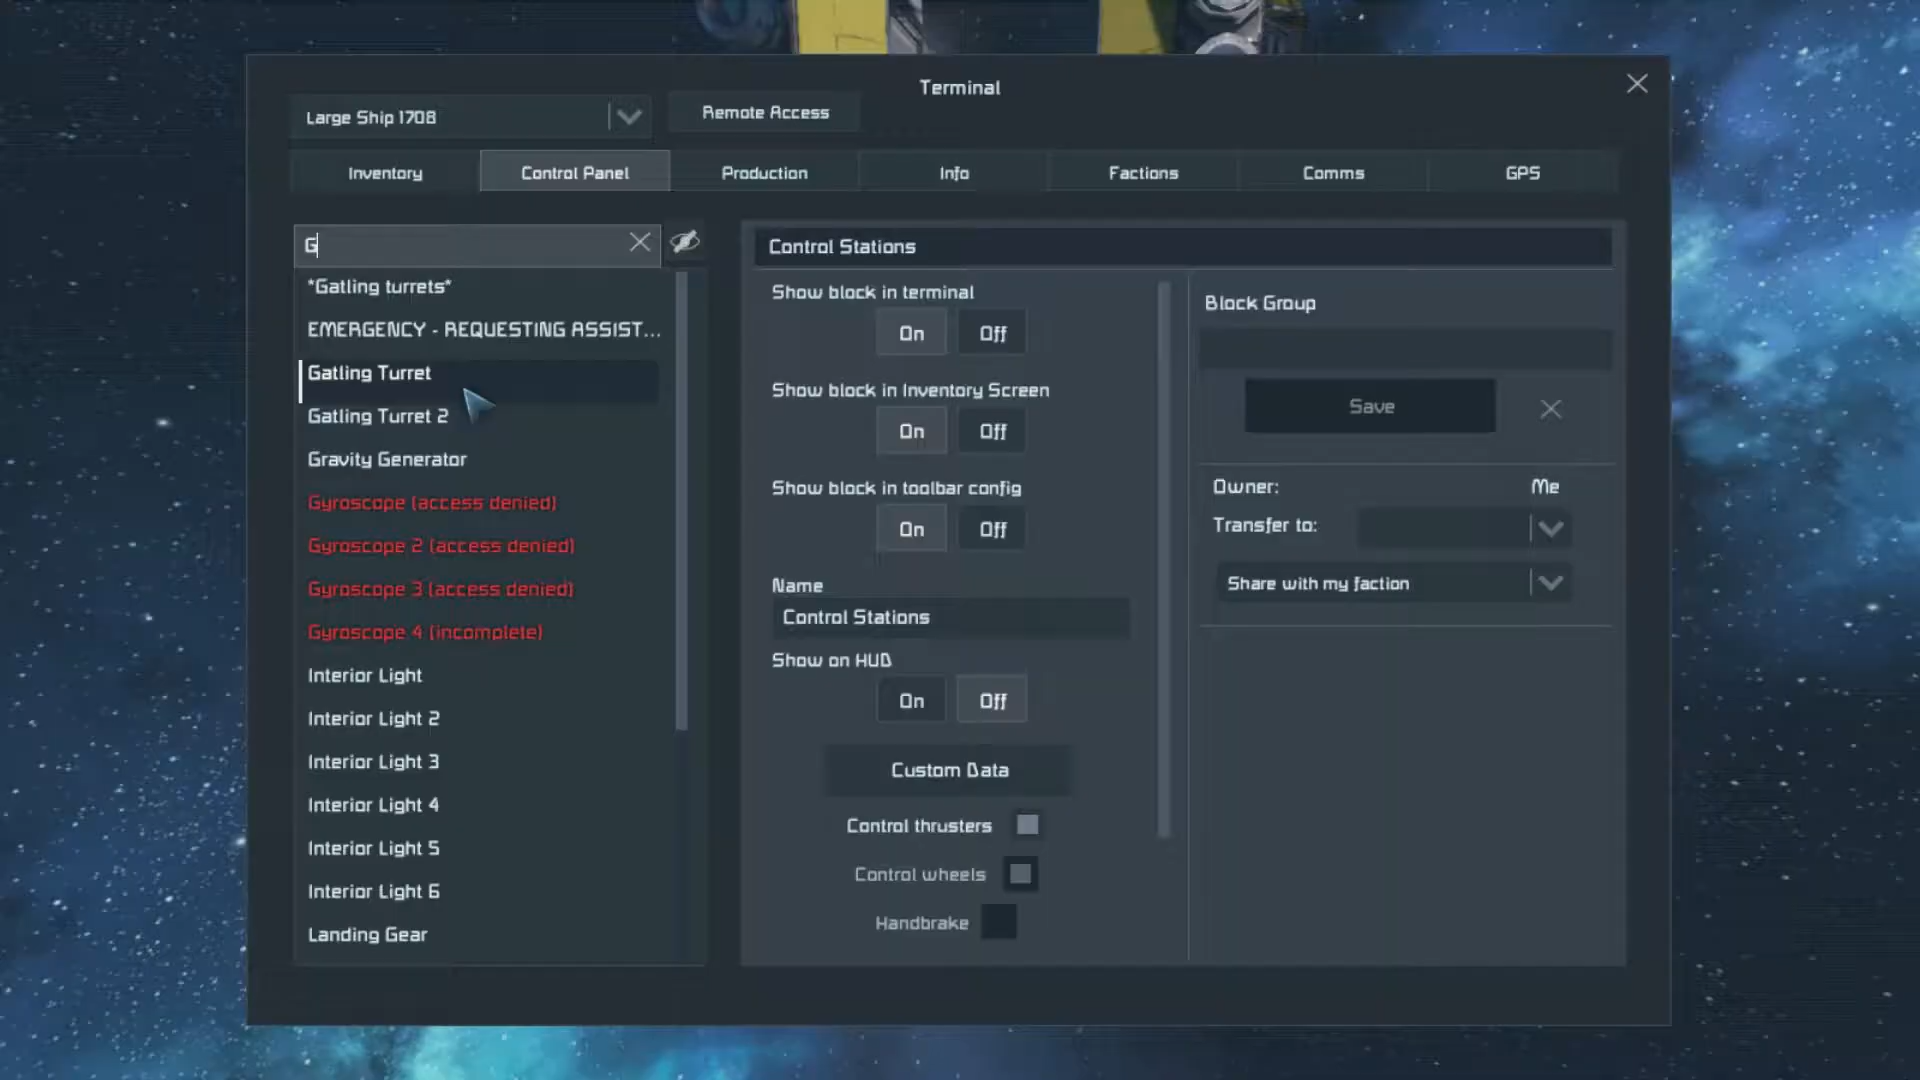 Terminal
Large Ship 1708
Remote Access
Inventory
Control Panel
Production
Info
Factions
Comms
GPS
G
*Gatling turrets*
EMERGENCY - REQUESTING ASSIST...
Gatling Turret
Gatling Turret 2
Gravity Generator
Gyroscope (access denied)
Gyroscope 2 (access denied)
Gyroscope 3 (access denied)
Gyroscope 4 (incomplete)
Interior Light
Interior Light 2
Interior Light 3
Interior Light 4
Interior Light 5
Interior Light 6
Landing Gear
Control Stations
Show block in terminal
On Off
Show block in Inventory Screen
On Off
Show block in toolbar config
On Off
Name
Control Stations
Show on HUD
On Off
Custom Data
Control thrusters
Control wheels
Handbrake
Block Group
Save
Owner: Me
Transfer to:
Share with my faction